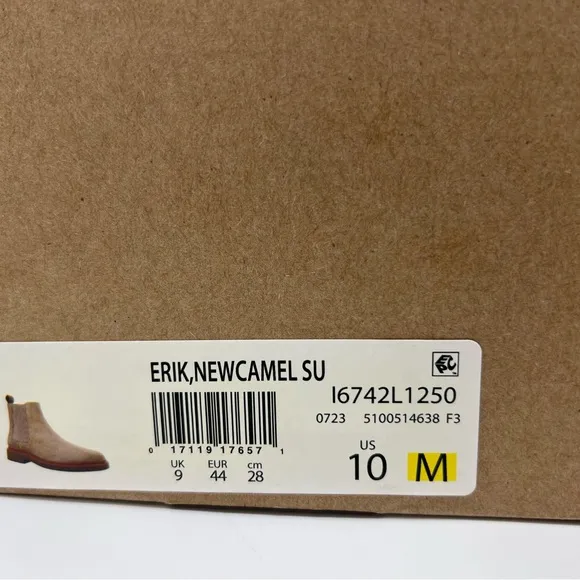 ERIK,NEWCAMEL SU
I6742L1250
0723 5100514638 F3
0 17119 17657 1
UK EUR cm
9 44 28
US
10 M